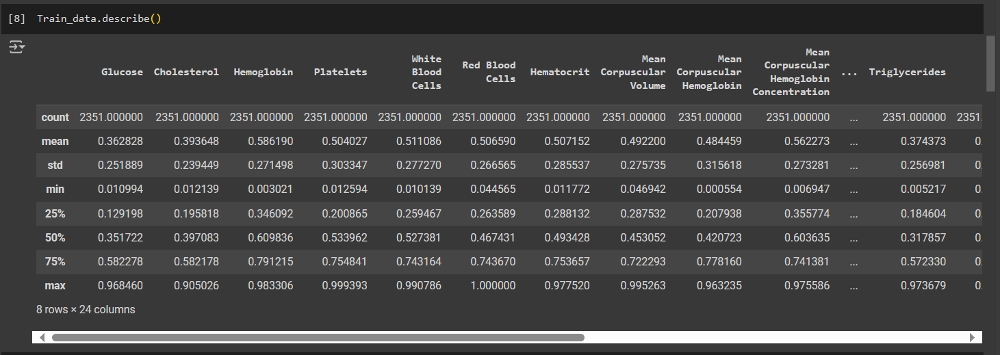 [8] Train_data.describe()
Glucose Cholesterol Hemoglobin Platelets White Blood Cells Red Blood Cells Hematocrit Mean Corpuscular Volume Mean Corpuscular Hemoglobin Mean Corpuscular Hemoglobin Concentration ... Triglycerides
count 2351.000000 2351.000000 2351.000000 2351.000000 2351.000000 2351.000000 2351.000000 2351.000000 2351.000000 2351.000000 ... 2351.000000 2351.
mean 0.362828 0.393648 0.586190 0.504027 0.511086 0.506590 0.507152 0.492200 0.484459 0.562273 ... 0.374373 0.
std 0.251889 0.239449 0.271498 0.303347 0.277270 0.266565 0.285537 0.275735 0.315618 0.273281 ... 0.256981 0.
min 0.010994 0.012139 0.003021 0.012594 0.010139 0.044565 0.011772 0.046942 0.000554 0.006947 ... 0.005217 0.
25% 0.129198 0.195818 0.346092 0.200865 0.259467 0.263589 0.288132 0.287532 0.207938 0.355774 ... 0.184604 0.
50% 0.351722 0.397083 0.609836 0.533962 0.527381 0.467431 0.493428 0.453052 0.420723 0.603635 ... 0.317857 0.
75% 0.582278 0.582178 0.791215 0.754841 0.743164 0.743670 0.753657 0.722293 0.778160 0.741381 ... 0.572330 0.
max 0.968460 0.905026 0.983306 0.999393 0.990786 1.000000 0.977520 0.995263 0.963235 0.975586 ... 0.973679 0.
8 rows × 24 columns